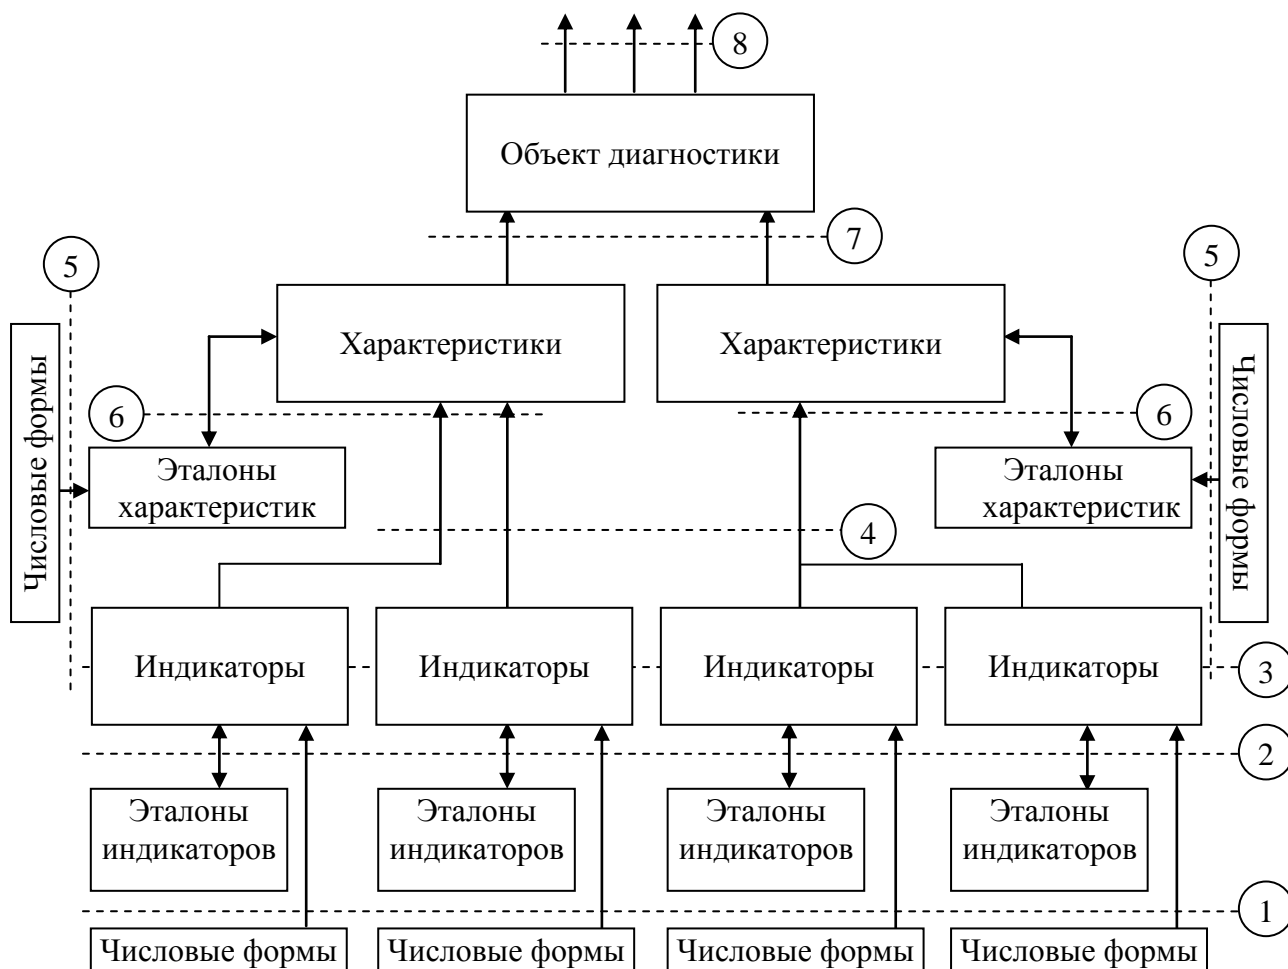 8
Объект диагностики
7
5
5
Характеристики
Характеристики
Числовые формы
Числовые формы
6
6
Эталоны
характеристик
Эталоны
характеристик
4
Индикаторы
Индикаторы
Индикаторы
Индикаторы
3
2
Эталоны
индикаторов
Эталоны
индикаторов
Эталоны
индикаторов
Эталоны
индикаторов
1
Числовые формы
Числовые формы
Числовые формы
Числовые формы